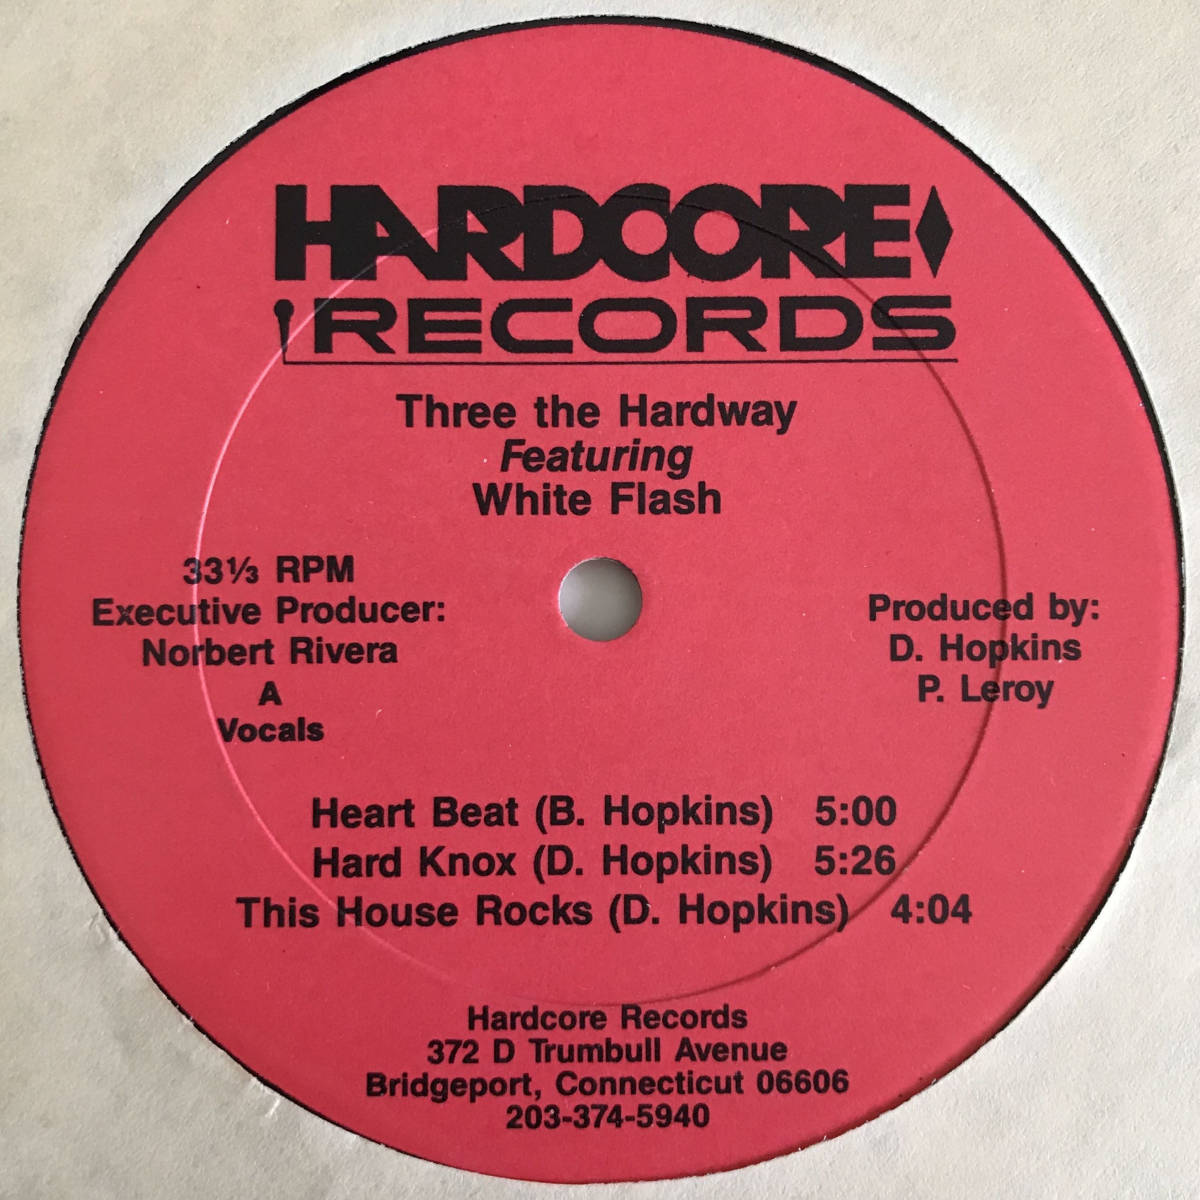 HARDCORE
RECORDS
Three the Hardway
Featuring
White Flash
33⅓ RPM
Executive Producer:
Norbert Rivera
A
Vocals
Produced by:
D. Hopkins
P. Leroy
Heart Beat (B. Hopkins) 5:00
Hard Knox (D. Hopkins) 5:26
This House Rocks (D. Hopkins) 4:04
Hardcore Records
372 D Trumbull Avenue
Bridgeport, Connecticut 06606
203-374-5940